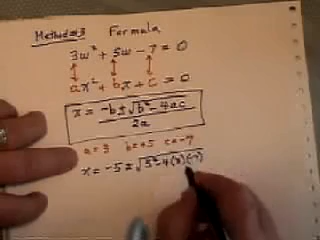 Method #3 Formula
3w² + 5w - 7 = 0
ax² + bx + c = 0
x = -b ± √b² - 4ac / 2a
a = 3 b = +5 c = -7
x = -5 ± √5² - 4(3)(-7)